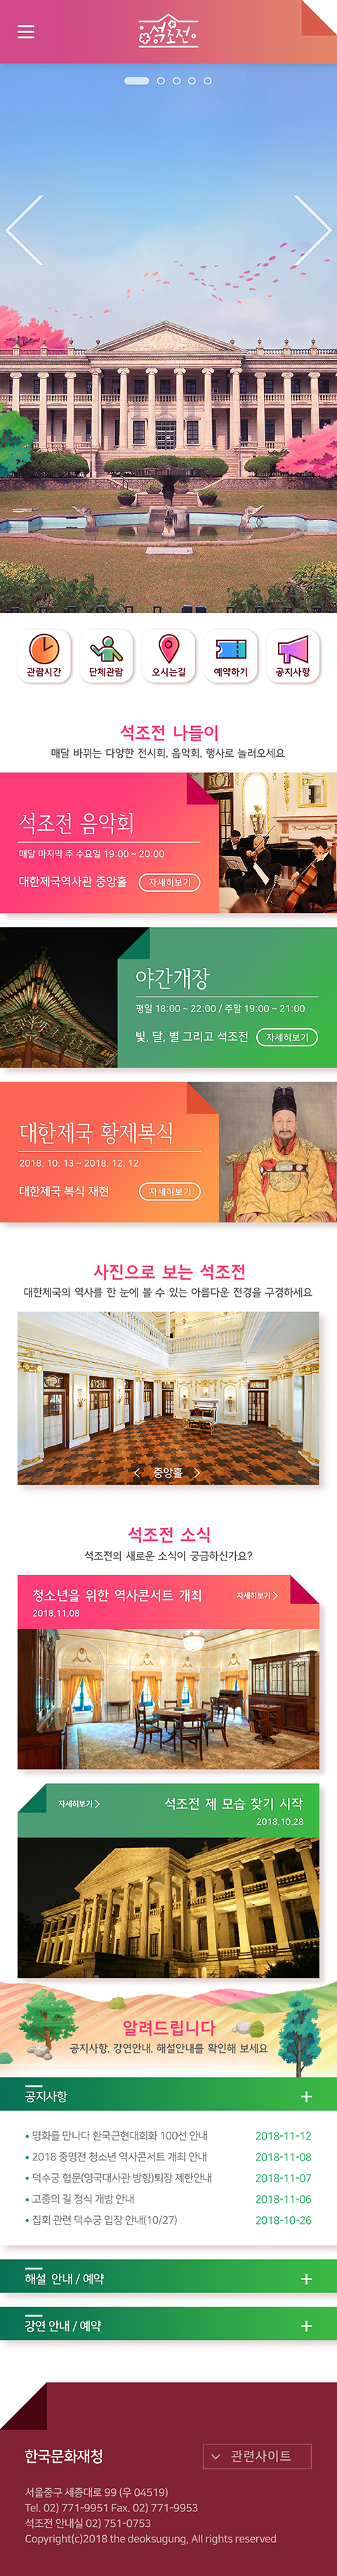 석조전
관람시간 단체관람 오시는길 예약하기 공지사항
석조전 나들이
매달 바뀌는 다양한 전시회, 음악회, 행사로 놀러오세요
석조전 음악회
매달 마지막 주 수요일 19:00 ~ 20:00
대한제국역사관 중앙홀 자세히보기
야간개장
평일 18:00 ~ 22:00 / 주말 19:00 ~ 21:00
빛, 달, 별 그리고 석조전 자세히보기
대한제국 황제복식
2018. 10. 13 ~ 2018. 12. 12
대한제국 복식 재현 자세히보기
사진으로 보는 석조전
대한제국의 역사를 한 눈에 볼 수 있는 아름다운 전경을 구경하세요
< 중앙홀 >
석조전 소식
석조전의 새로운 소식이 궁금하신가요?
청소년을 위한 역사콘서트 개최 자세히보기 >
2018.11.08
자세히보기 > 석조전 제 모습 찾기 시작
2018.10.28
알려드립니다
공지사항, 강연안내, 해설안내를 확인해 보세요
공지사항 +
• 명화를 만나다 환국근현대회화 100선 안내 2018-11-12
• 2018 중명전 청소년 역사콘서트 개최 안내 2018-11-08
• 덕수궁 협문(영국대사관 방향)퇴장 제한안내 2018-11-07
• 고종의 길 정식 개방 안내 2018-11-06
• 집회 관련 덕수궁 입장 안내(10/27) 2018-10-26
해설 안내 / 예약 +
강연 안내 / 예약 +
한국문화재청 관련사이트
서울중구 세종대로 99 (우 04519)
Tel. 02) 771-9951 Fax. 02) 771-9953
석조전 안내실 02) 751-0753
Copyright(c)2018 the deoksugung, All rights reserved